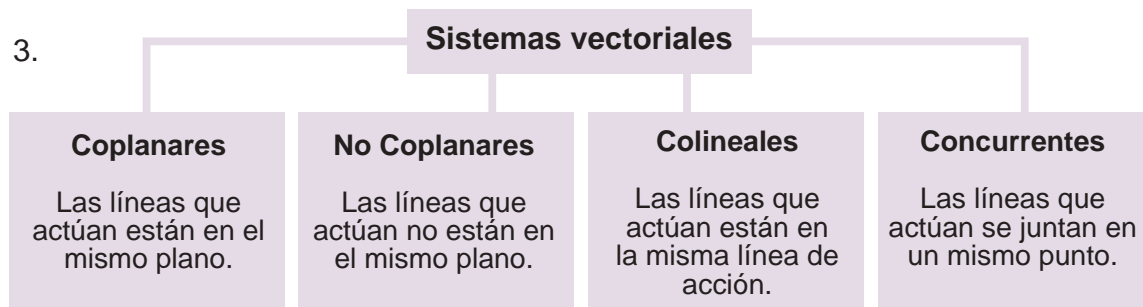 3.
Sistemas vectoriales
Coplanares
Las líneas que
actúan están en el
mismo plano.
No Coplanares
Las líneas que
actúan no están en
el mismo plano.
Colineales
Las líneas que
actúan están en
la misma línea de
acción.
Concurrentes
Las líneas que
actúan se juntan en
un mismo punto.